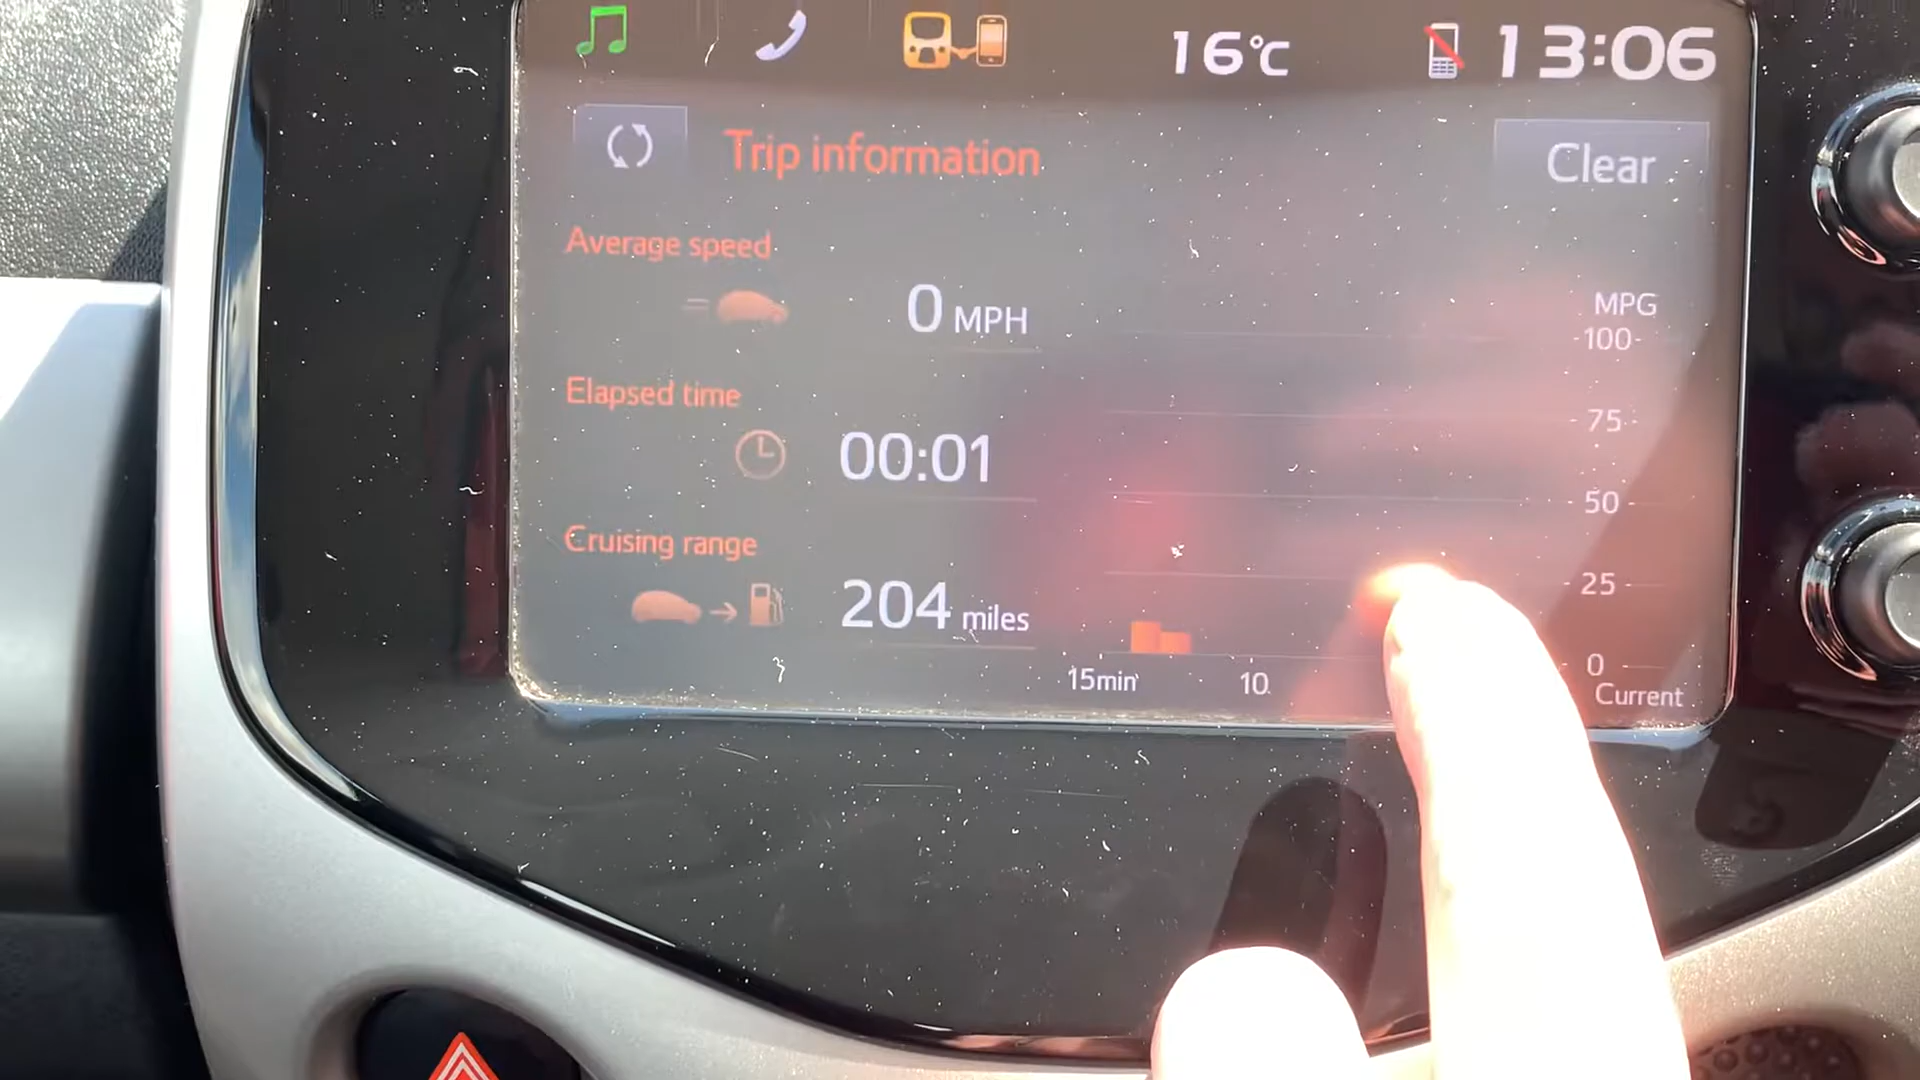 16°C 13:06
Trip information Clear
Average speed
0 MPH
Elapsed time
00:01
Cruising range
204 miles
MPG
100
75
50
25
0
15min 10 Current